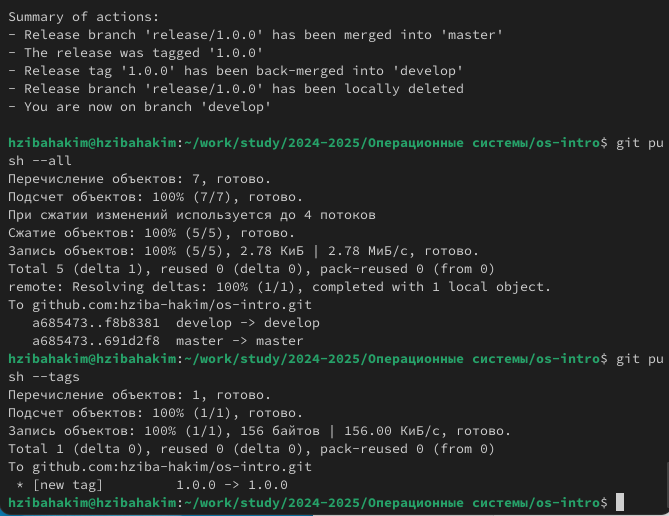 Summary of actions:
- Release branch 'release/1.0.0' has been merged into 'master'
- The release was tagged '1.0.0'
- Release tag '1.0.0' has been back-merged into 'develop'
- Release branch 'release/1.0.0' has been locally deleted
- You are now on branch 'develop'
hzibahakim@hzibahakim:~/work/study/2024-2025/Операционные системы/os-intro$ git pu
sh --all
Перечисление объектов: 7, готово.
Подсчет объектов: 100% (7/7), готово.
При сжатии изменений используется до 4 потоков
Сжатие объектов: 100% (5/5), готово.
Запись объектов: 100% (5/5), 2.78 КиБ | 2.78 МиБ/с, готово.
Total 5 (delta 1), reused 0 (delta 0), pack-reused 0 (from 0)
remote: Resolving deltas: 100% (1/1), completed with 1 local object.
To github.com:hziba-hakim/os-intro.git
   a685473..f8b8381  develop -> develop
   a685473..691d2f8  master -> master
hzibahakim@hzibahakim:~/work/study/2024-2025/Операционные системы/os-intro$ git pu
sh --tags
Перечисление объектов: 1, готово.
Подсчет объектов: 100% (1/1), готово.
Запись объектов: 100% (1/1), 156 байтов | 156.00 КиБ/с, готово.
Total 1 (delta 0), reused 0 (delta 0), pack-reused 0 (from 0)
To github.com:hziba-hakim/os-intro.git
 * [new tag]         1.0.0 -> 1.0.0
hzibahakim@hzibahakim:~/work/study/2024-2025/Операционные системы/os-intro$